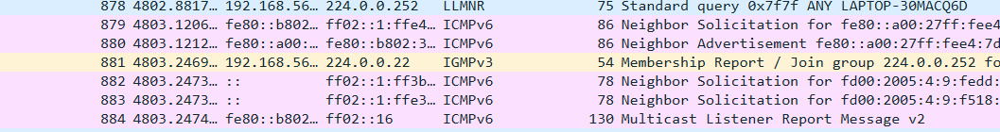 878 4802.8817… 192.168.56… 224.0.0.252 LLMNR 75 Standard query 0x7f7f ANY LAPTOP-30MACQ6D
879 4803.1206… fe80::b802… ff02::1:ffe4… ICMPv6 86 Neighbor Solicitation for fe80::a00:27ff:fee4
880 4803.1212… fe80::a00:… fe80::b802:3… ICMPv6 86 Neighbor Advertisement fe80::a00:27ff:fee4:7d
881 4803.2469… 192.168.56… 224.0.0.22 IGMPv3 54 Membership Report / Join group 224.0.0.252 fo
882 4803.2473… :: ff02::1:ff3b… ICMPv6 78 Neighbor Solicitation for fd00:2005:4:9:fedd:
883 4803.2473… :: ff02::1:ffe3… ICMPv6 78 Neighbor Solicitation for fd00:2005:4:9:f518:
884 4803.2474… fe80::b802… ff02::16 ICMPv6 130 Multicast Listener Report Message v2